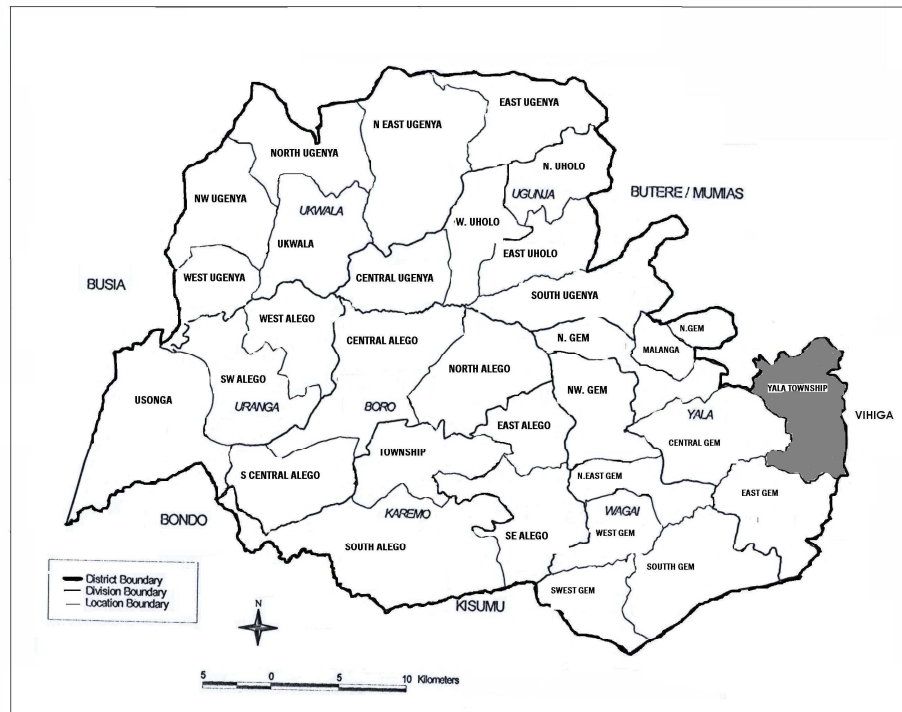 EAST UGENYA
N EAST UGENYA
NORTH UGENYA
N. UHOLO
UGUNJA
BUTERE / MUMIAS
NW UGENYA
UKWALA
W. UHOLO
UKWALA
EAST UHOLO
WEST UGENYA
CENTRAL UGENYA
BUSIA
SOUTH UGENYA
WEST ALEGO
N.GEM
CENTRAL ALEGO
N. GEM
MALANGA
NORTH ALEGO
SW ALEGO
YALA TOWNSHIP
USONGA
NW. GEM
URANGA
BORO
YALA
VIHIGA
EAST ALEGO
CENTRAL GEM
TOWNSHIP
S CENTRAL ALEGO
N.EAST GEM
EAST GEM
KAREMO
WAGAI
BONDO
WEST GEM
SE ALEGO
SOUTH ALEGO
SOUTH GEM
District Boundary
Division Boundary
Location Boundary
SWEST GEM
KISUMU
N
5 0 5 10 Kilometers